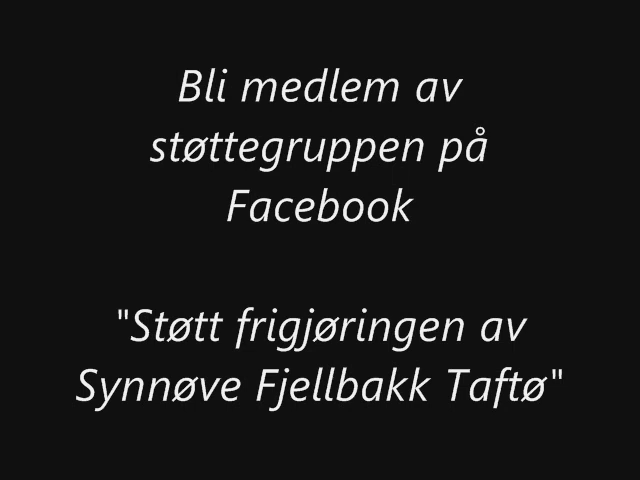 Bli medlem av
støttegruppen på
Facebook
"Støtt frigjøringen av
Synnøve Fjellbakk Taftø"